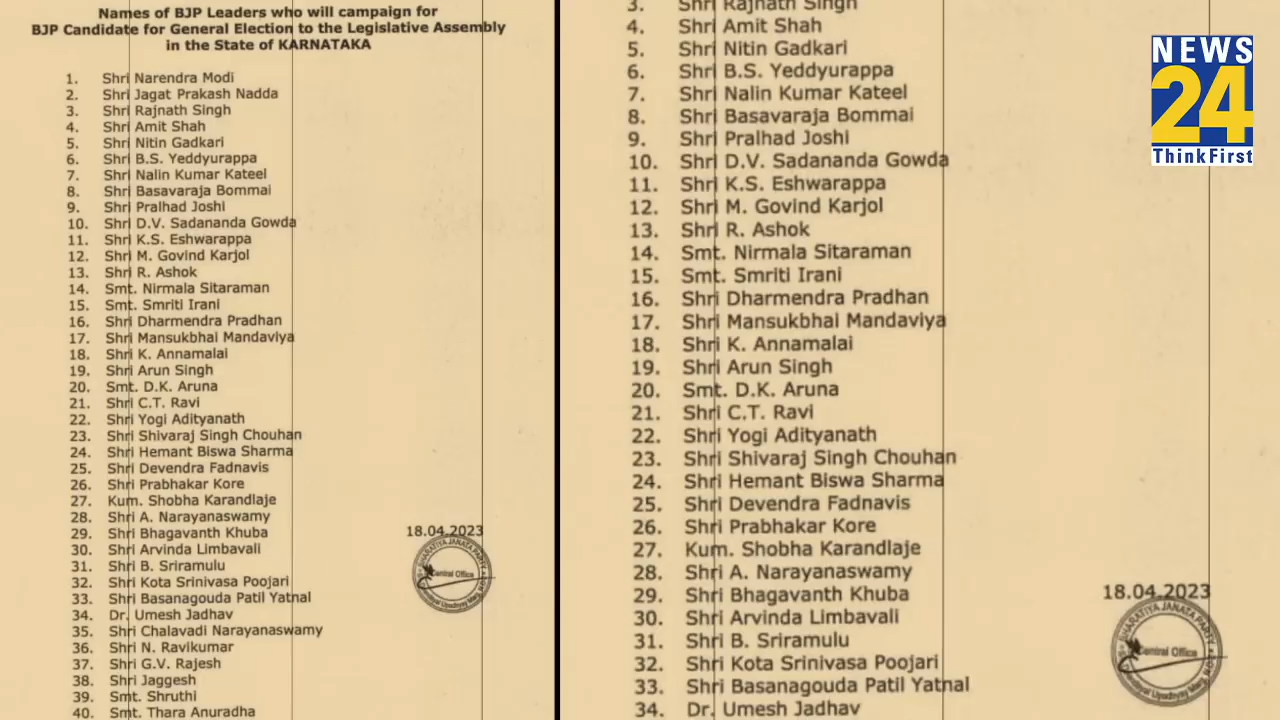 Names of BJP Leaders who will campaign for
BJP Candidate for General Election to the Legislative Assembly
in the State of KARNATAKA
1. Shri Narendra Modi
2. Shri Jagat Prakash Nadda
3. Shri Rajnath Singh
4. Shri Amit Shah
5. Shri Nitin Gadkari
6. Shri B.S. Yeddyurappa
7. Shri Nalin Kumar Kateel
8. Shri Basavaraja Bommai
9. Shri Pralhad Joshi
10. Shri D.V. Sadananda Gowda
11. Shri K.S. Eshwarappa
12. Shri M. Govind Karjol
13. Shri R. Ashok
14. Smt. Nirmala Sitaraman
15. Smt. Smriti Irani
16. Shri Dharmendra Pradhan
17. Shri Mansukbhai Mandaviya
18. Shri K. Annamalai
19. Shri Arun Singh
20. Smt. D.K. Aruna
21. Shri C.T. Ravi
22. Shri Yogi Adityanath
23. Shri Shivaraj Singh Chouhan
24. Shri Hemant Biswa Sharma
25. Shri Devendra Fadnavis
26. Shri Prabhakar Kore
27. Kum. Shobha Karandlaje
28. Shri A. Narayanaswamy
29. Shri Bhagavanth Khuba
30. Shri Arvinda Limbavali
31. Shri B. Sriramulu
32. Shri Kota Srinivasa Poojari
33. Shri Basanagouda Patil Yatnal
34. Dr. Umesh Jadhav
35. Shri Chalavadi Narayanaswamy
36. Shri N. Ravikumar
37. Shri G.V. Rajesh
38. Shri Jaggesh
39. Smt. Shruthi
40. Smt. Thara Anuradha
18.04.2023
BHARATIYA JANATA PARTY
Central Office
3. Shri Rajnath Singh
4. Shri Amit Shah
5. Shri Nitin Gadkari
6. Shri B.S. Yeddyurappa
7. Shri Nalin Kumar Kateel
8. Shri Basavaraja Bommai
9. Shri Pralhad Joshi
10. Shri D.V. Sadananda Gowda
11. Shri K.S. Eshwarappa
12. Shri M. Govind Karjol
13. Shri R. Ashok
14. Smt. Nirmala Sitaraman
15. Smt. Smriti Irani
16. Shri Dharmendra Pradhan
17. Shri Mansukbhai Mandaviya
18. Shri K. Annamalai
19. Shri Arun Singh
20. Smt. D.K. Aruna
21. Shri C.T. Ravi
22. Shri Yogi Adityanath
23. Shri Shivaraj Singh Chouhan
24. Shri Hemant Biswa Sharma
25. Shri Devendra Fadnavis
26. Shri Prabhakar Kore
27. Kum. Shobha Karandlaje
28. Shri A. Narayanaswamy
29. Shri Bhagavanth Khuba
30. Shri Arvinda Limbavali
31. Shri B. Sriramulu
32. Shri Kota Srinivasa Poojari
33. Shri Basanagouda Patil Yatnal
34. Dr. Umesh Jadhav
18.04.2023
BHARATIYA JANATA PARTY
Central Office
NEWS
24
ThinkFirst